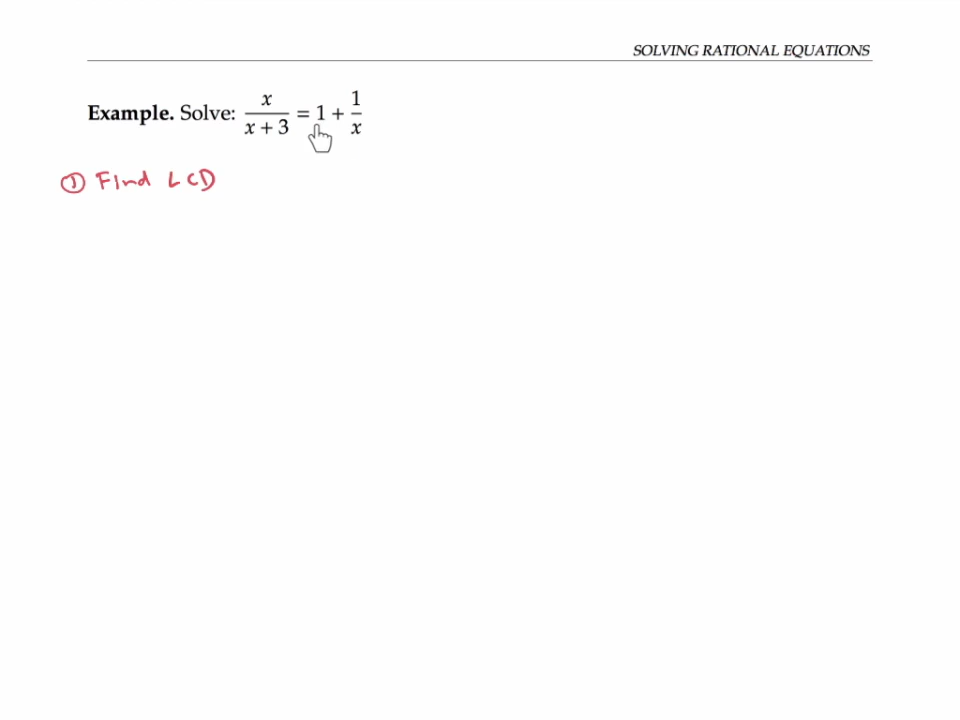 SOLVING RATIONAL EQUATIONS
Example. Solve: x/(x + 3) = 1 + 1/x
① Find LCD